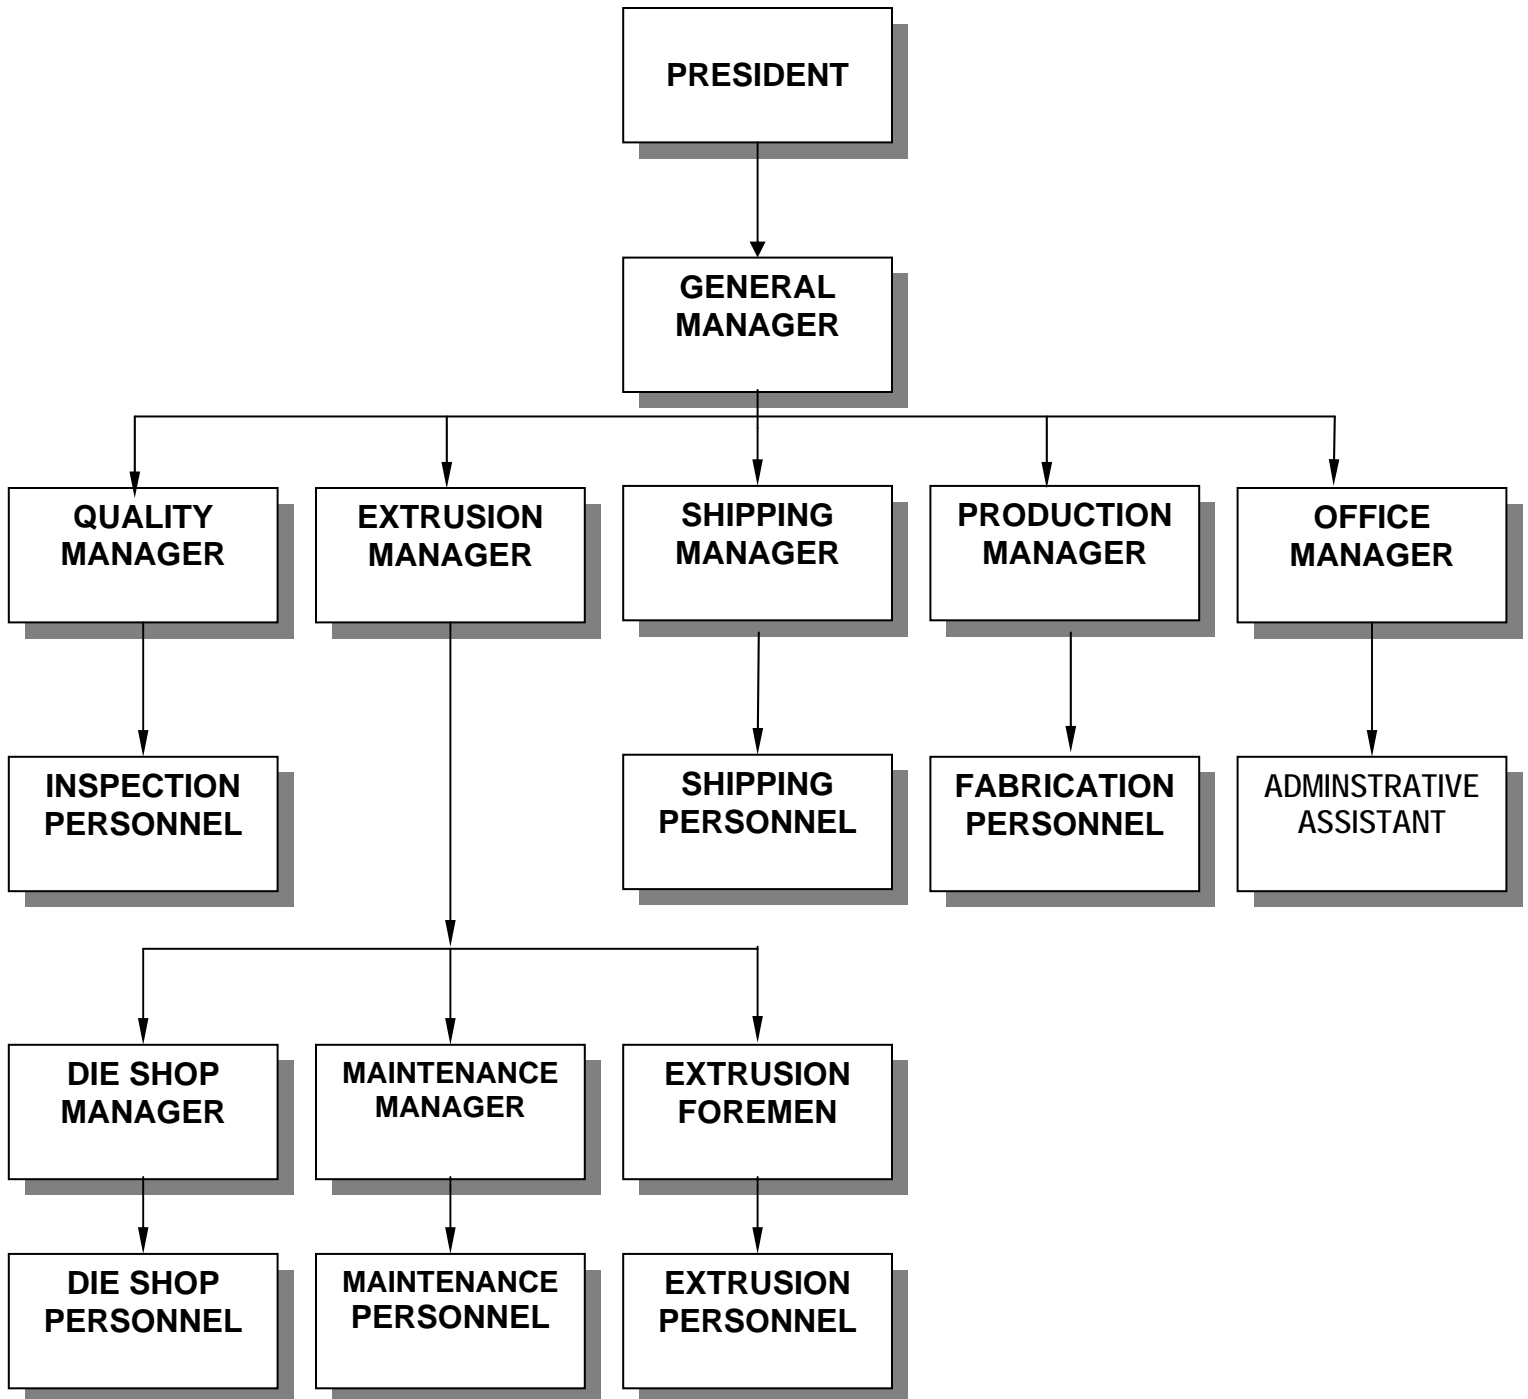 PRESIDENT
GENERAL
MANAGER
QUALITY
MANAGER
EXTRUSION
MANAGER
SHIPPING
MANAGER
PRODUCTION
MANAGER
OFFICE
MANAGER
INSPECTION
PERSONNEL
SHIPPING
PERSONNEL
FABRICATION
PERSONNEL
ADMINSTRATIVE
ASSISTANT
DIE SHOP
MANAGER
MAINTENANCE
MANAGER
EXTRUSION
FOREMEN
DIE SHOP
PERSONNEL
MAINTENANCE
PERSONNEL
EXTRUSION
PERSONNEL